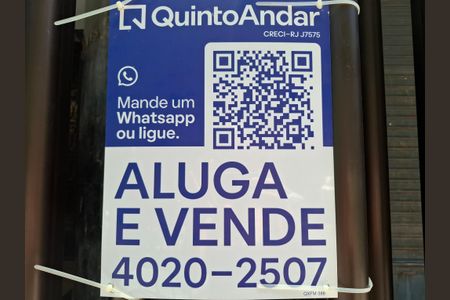 QuintoAndar
CRECI-RJ J7575
Mande um
Whatsapp
ou ligue.
ALUGA
E VENDE
4020-2507